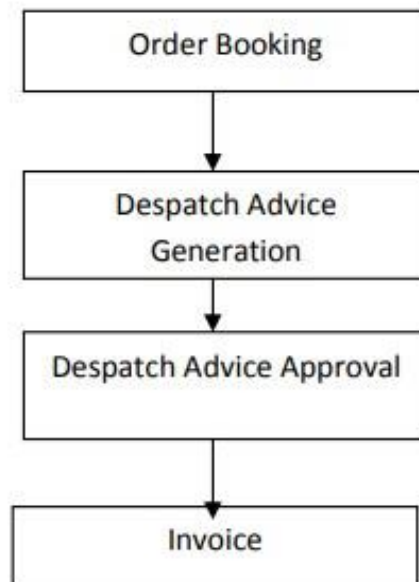 Order Booking
Despatch Advice
Generation
Despatch Advice Approval
Invoice